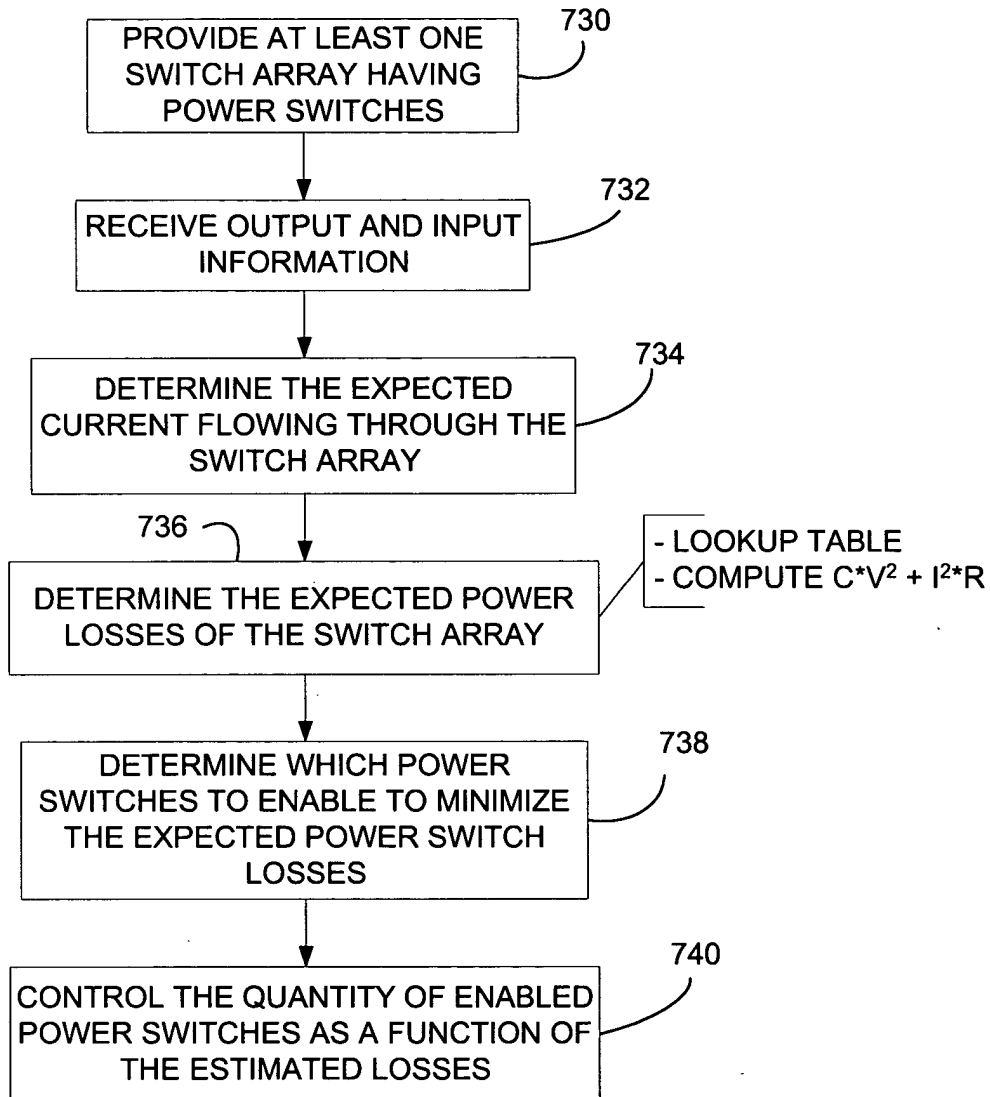 PROVIDE AT LEAST ONE
SWITCH ARRAY HAVING
POWER SWITCHES
730
RECEIVE OUTPUT AND INPUT
INFORMATION
732
DETERMINE THE EXPECTED
CURRENT FLOWING THROUGH THE
SWITCH ARRAY
734
736
DETERMINE THE EXPECTED POWER
LOSSES OF THE SWITCH ARRAY
- LOOKUP TABLE
- COMPUTE C*V² + I²*R
DETERMINE WHICH POWER
SWITCHES TO ENABLE TO MINIMIZE
THE EXPECTED POWER SWITCH
LOSSES
738
CONTROL THE QUANTITY OF ENABLED
POWER SWITCHES AS A FUNCTION OF
THE ESTIMATED LOSSES
740